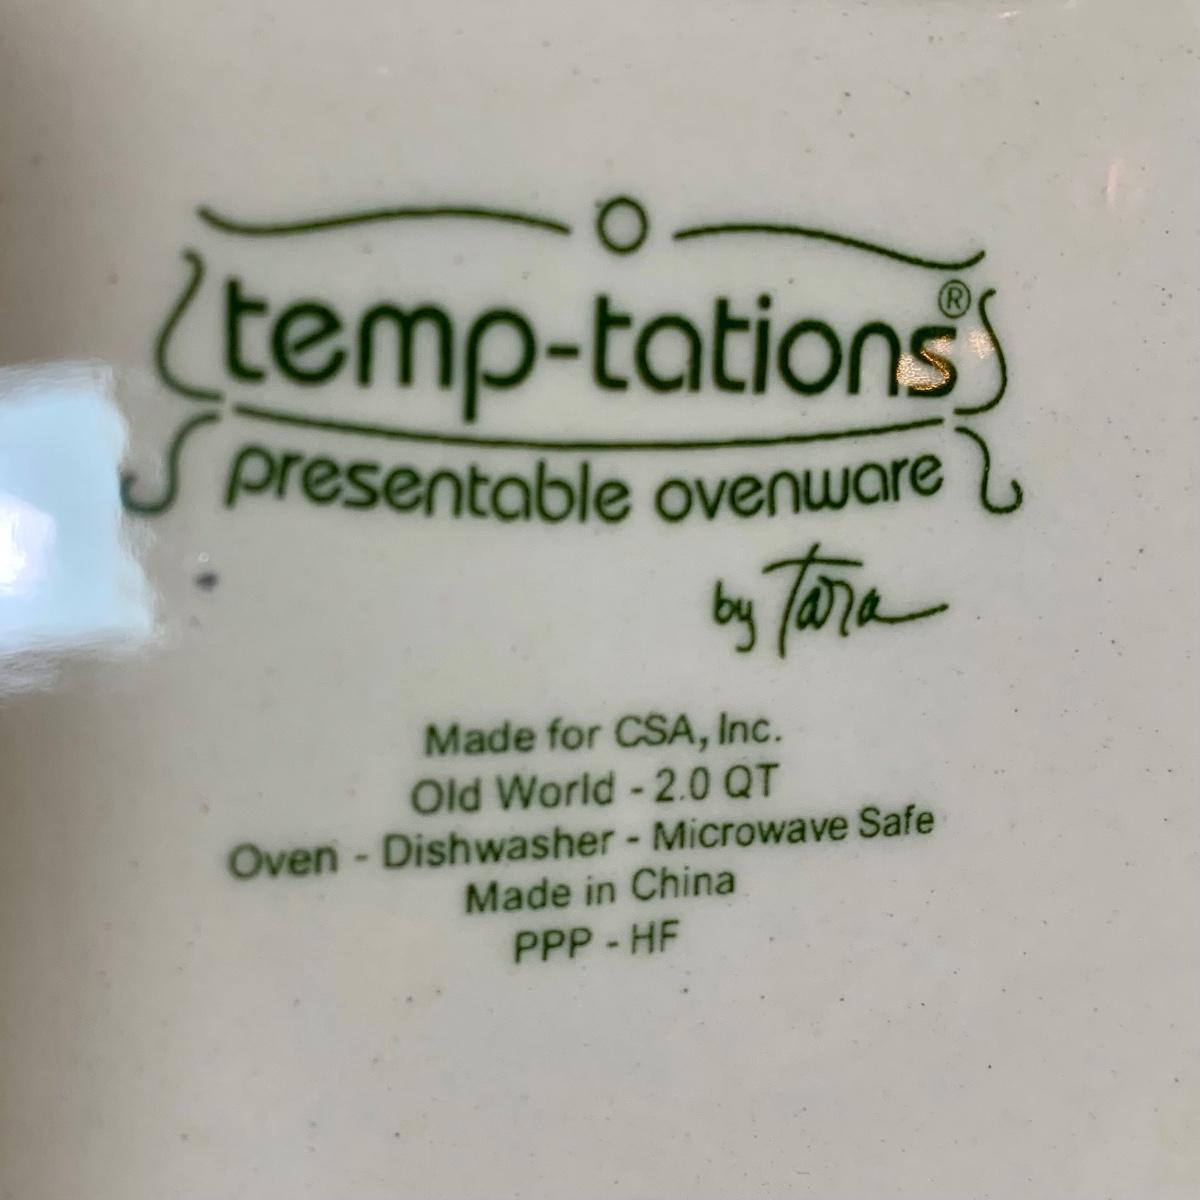 temp-tations®
presentable ovenware
by Tara
Made for CSA, Inc.
Old World - 2.0 QT
Oven - Dishwasher - Microwave Safe
Made in China
PPP - HF